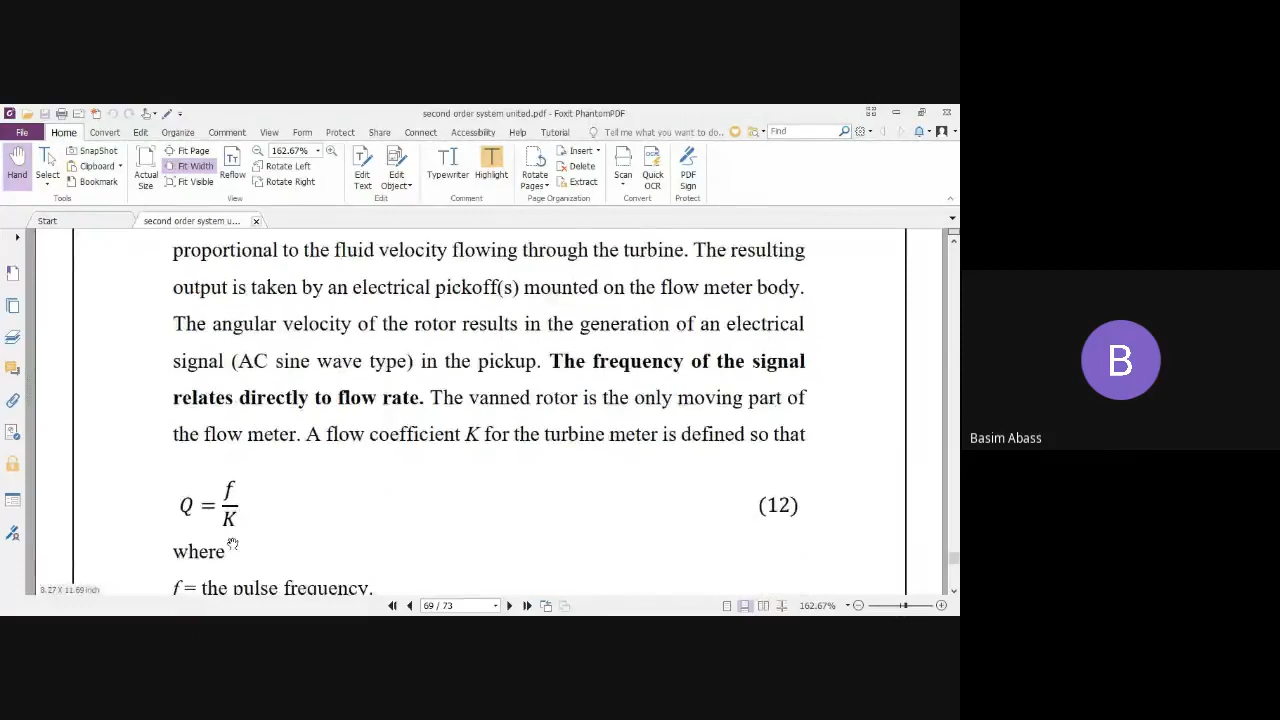 second order system united.pdf - Foxit PhantomPDF
File Home Convert Edit Organize Comment View Form Protect Share Connect Accessibility Help Tutorial Tell me what you want to do.. Find
Hand
Select
SnapShot
Clipboard
Bookmark
Tools
Actual Size
Fit Page
Fit Width
Fit Visible
Reflow
162.67%
Rotate Left
Rotate Right
View
Edit Text
Edit Object
Edit
Typewriter
Highlight
Comment
Rotate Pages
Insert
Delete
Extract
Page Organization
Scan
Quick OCR
Convert
PDF Sign
Protect
Start
second order system u...
proportional to the fluid velocity flowing through the turbine. The resulting
output is taken by an electrical pickoff(s) mounted on the flow meter body.
The angular velocity of the rotor results in the generation of an electrical
signal (AC sine wave type) in the pickup. The frequency of the signal
relates directly to flow rate. The vanned rotor is the only moving part of
the flow meter. A flow coefficient K for the turbine meter is defined so that
Q = f/K (12)
where
f = the pulse frequency.
8.27 x 11.69 inch
69 / 73
162.67%
B
Basim Abass